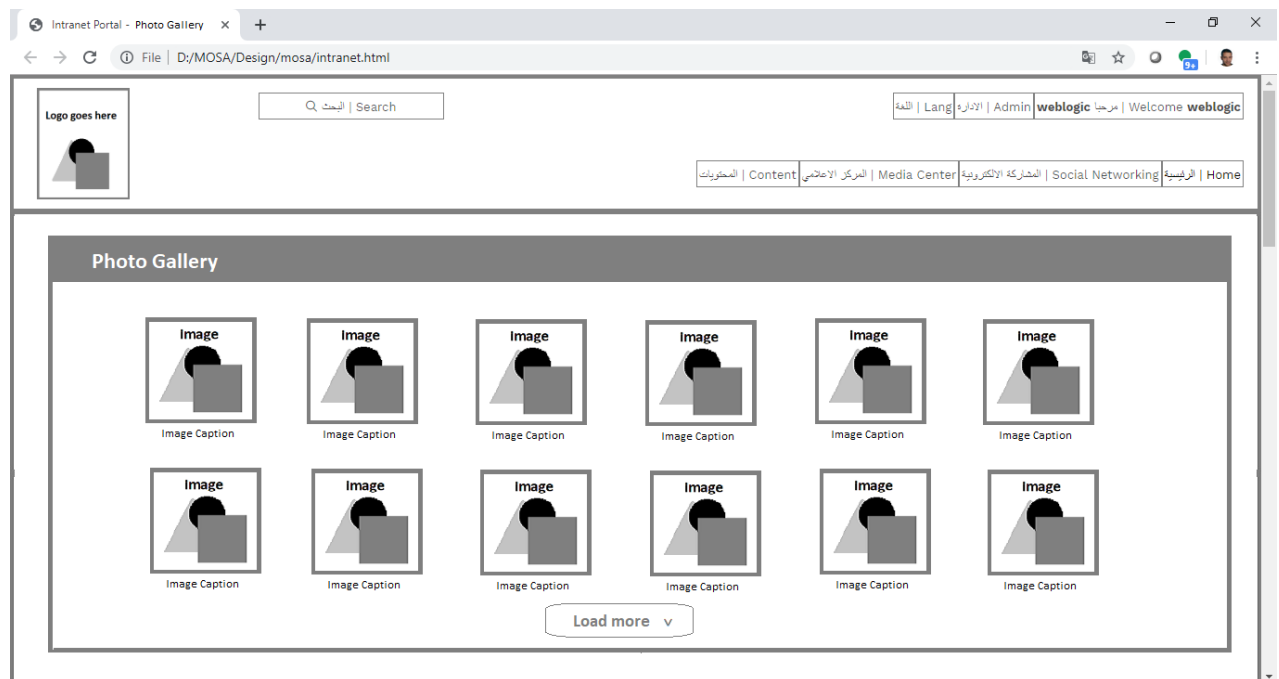 Intranet Portal - Photo Gallery
File | D:/MOSA/Design/mosa/intranet.html
9+
Logo goes here
البحث | Search
اللغة | Lang
الاداره | Admin
مرحبا weblogic | Welcome weblogic
المحتويات | Content
المركز الاعلامي | Media Center
المشاركة الالكترونية | Social Networking
الرئيسية | Home
Photo Gallery
Image Image Image Image Image Image
Image Caption Image Caption Image Caption Image Caption Image Caption Image Caption
Image Image Image Image Image Image
Image Caption Image Caption Image Caption Image Caption Image Caption Image Caption
Load more v